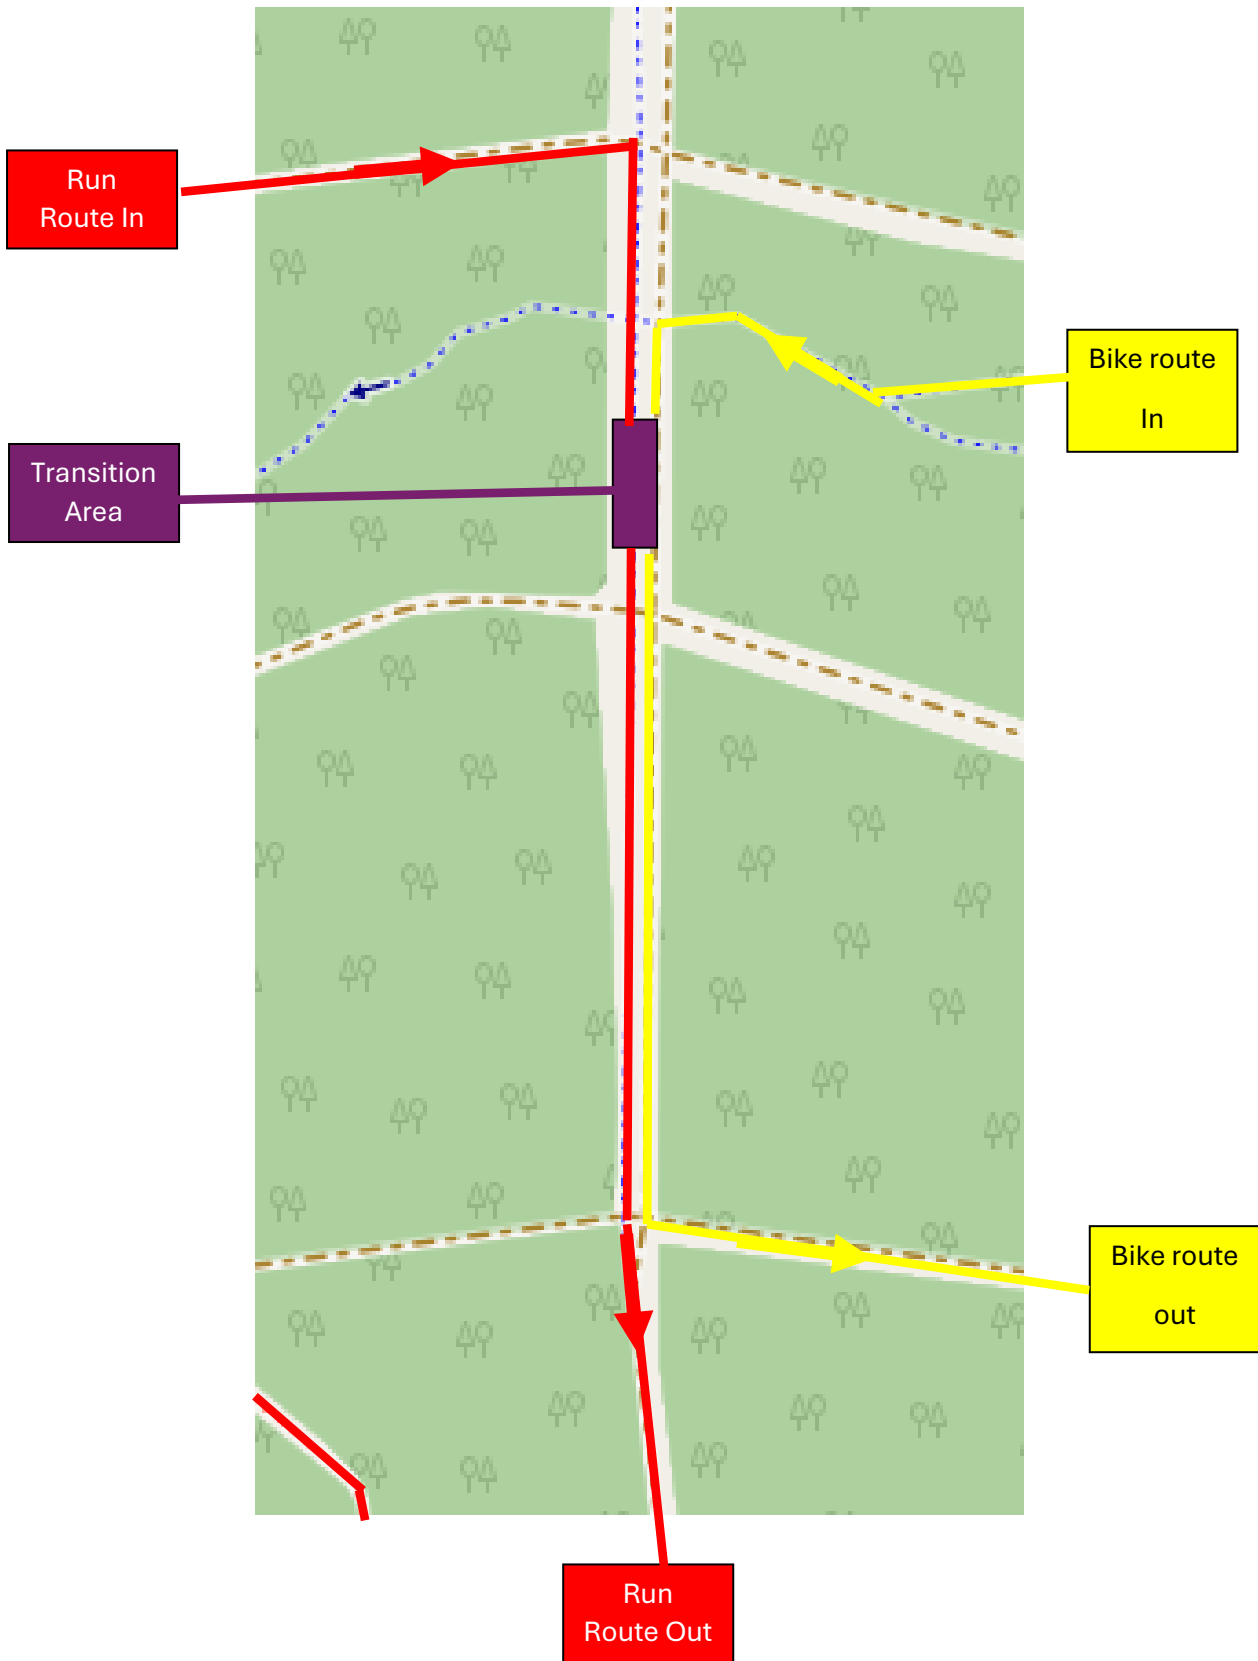 Run
Route In
Bike route
In
Transition
Area
Bike route
out
Run
Route Out